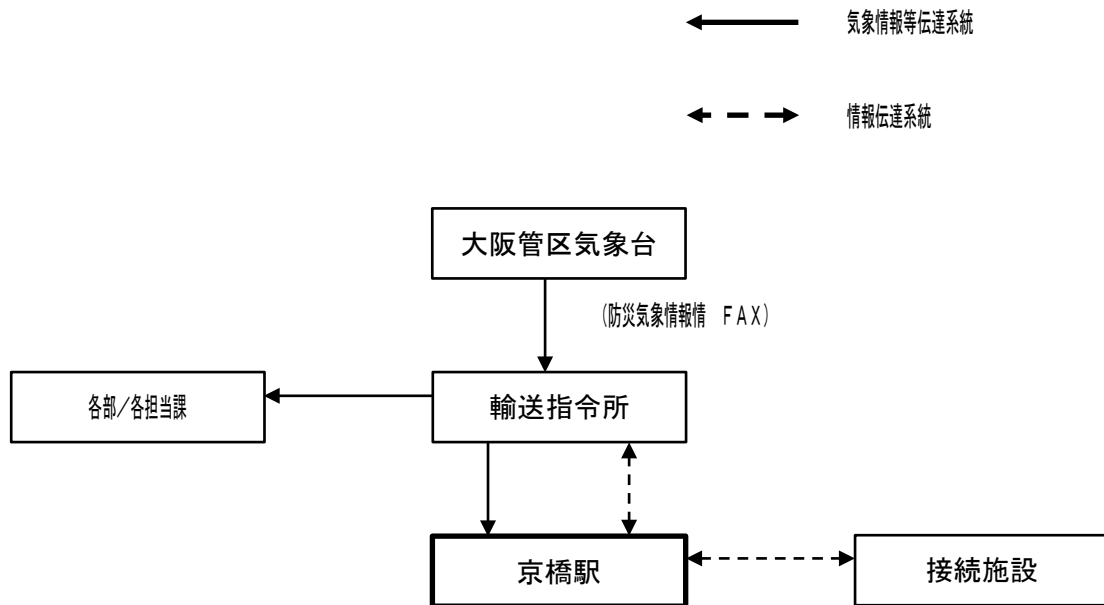 気象情報等伝達系統
情報伝達系統
大阪管区気象台
(防災気象情報情　ＦＡＸ)
各部／各担当課
輸送指令所
京橋駅
接続施設